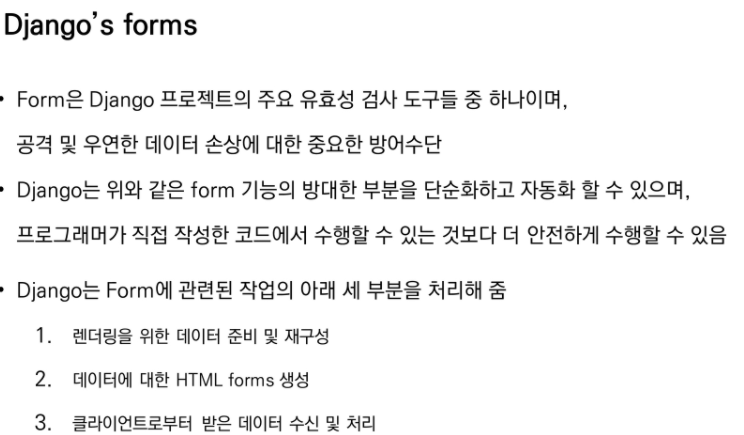 Django’s forms
• Form은 Django 프로젝트의 주요 유효성 검사 도구들 중 하나이며,
공격 및 우연한 데이터 손상에 대한 중요한 방어수단
• Django는 위와 같은 form 기능의 방대한 부분을 단순화하고 자동화 할 수 있으며,
프로그래머가 직접 작성한 코드에서 수행할 수 있는 것보다 더 안전하게 수행할 수 있음
• Django는 Form에 관련된 작업의 아래 세 부분을 처리해 줌
1. 렌더링을 위한 데이터 준비 및 재구성
2. 데이터에 대한 HTML forms 생성
3. 클라이언트로부터 받은 데이터 수신 및 처리